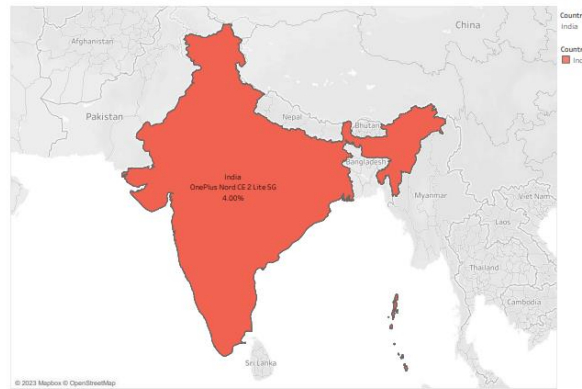 Afghanistan
China
Pakistan
Nepal
Bhutan
Bangladesh
India
OnePlus Nord CE 2 Lite 5G
4.00%
Myanmar
Viet Nam
Laos
Thailand
Cambodia
Sri Lanka
© 2023 Mapbox © OpenStreetMap
Countr
India
Countr
Ind